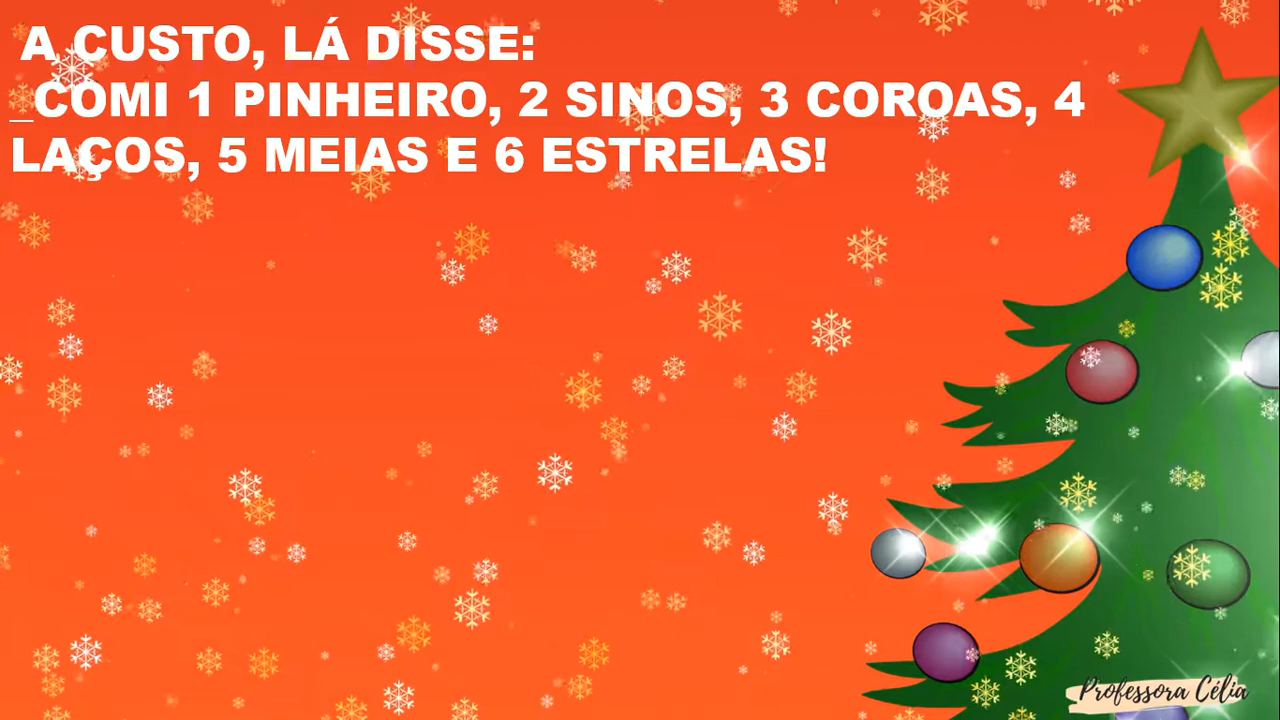 A CUSTO, LÁ DISSE:
_COMI 1 PINHEIRO, 2 SINOS, 3 COROAS, 4
LAÇOS, 5 MEIAS E 6 ESTRELAS!
Professora Célia